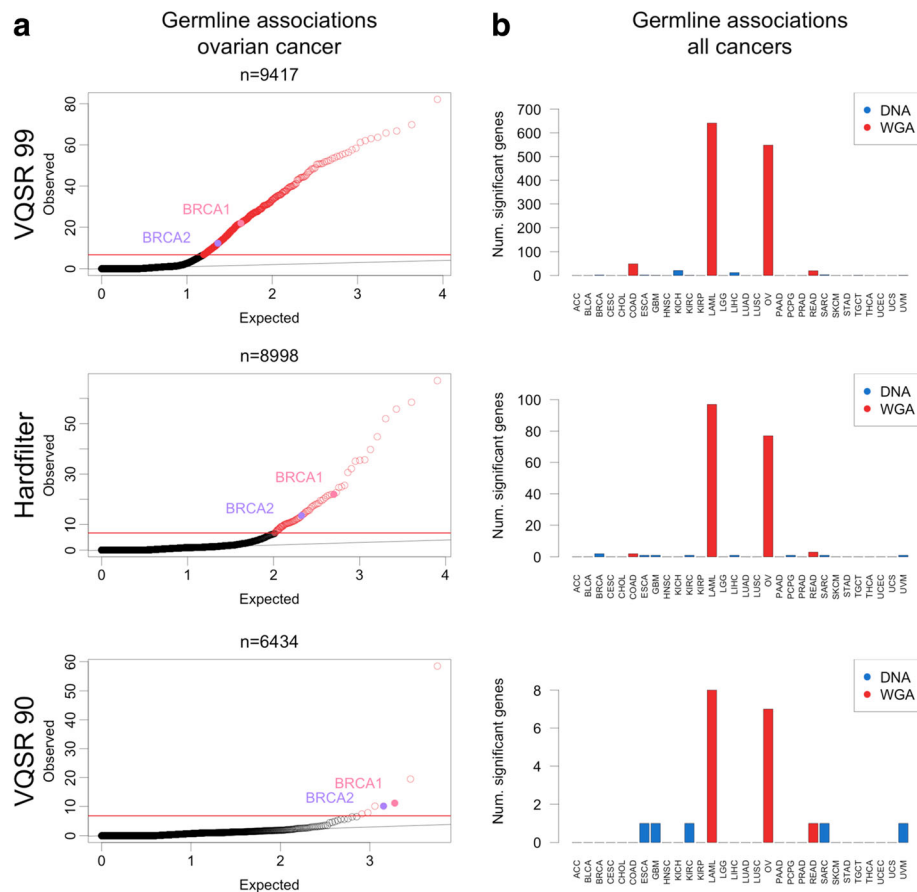 a
Germline associations
ovarian cancer
n=9417
VQSR 99
Observed
80
60
40
20
0
BRCA1
BRCA2
0 1 2 3 4
Expected
n=8998
Hardfilter
Observed
50
30
10
0
BRCA1
BRCA2
0 1 2 3 4
Expected
n=6434
VQSR 90
Observed
60
50
40
30
20
10
0
BRCA1
BRCA2
0 1 2 3
Expected
b
Germline associations
all cancers
DNA
WGA
Num. significant genes
700
600
500
400
300
200
100
0
ACC BLCA BRCA CESC CHOL COAD ESCA GBM HNSC KICH KIRC KIRP LAML LGG LIHC LUAD LUSC OV PAAD PCPG PRAD READ SARC SKCM STAD TGCT THCA UCEC UCS UVM
DNA
WGA
Num. significant genes
100
80
60
40
20
0
ACC BLCA BRCA CESC CHOL COAD ESCA GBM HNSC KICH KIRC KIRP LAML LGG LIHC LUAD LUSC OV PAAD PCPG PRAD READ SARC SKCM STAD TGCT THCA UCEC UCS UVM
DNA
WGA
Num. significant genes
8
6
4
2
0
ACC BLCA BRCA CESC CHOL COAD ESCA GBM HNSC KICH KIRC KIRP LAML LGG LIHC LUAD LUSC OV PAAD PCPG PRAD READ SARC SKCM STAD TGCT THCA UCEC UCS UVM